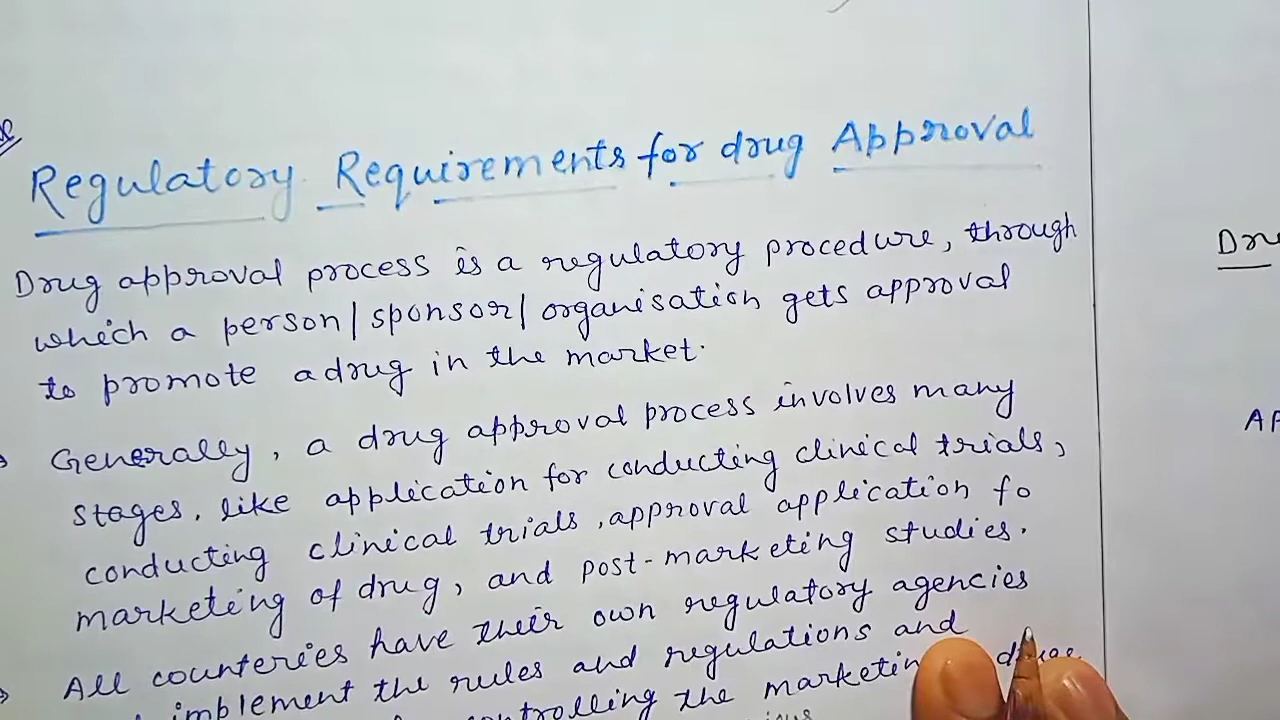 Regulatory Requirements for drug Approval
Drug approval process is a regulatory procedure, through
which a person/sponsor/organisation gets approval
to promote a drug in the market.
Generally, a drug approval process involves many
stages. like application for conducting clinical trials,
conducting clinical trials, approval application fo
marketing of drug, and post-marketing studies.
All counteries have their own regulatory agencies
implement the rules and regulations and
controlling the marketin
Dru
AP